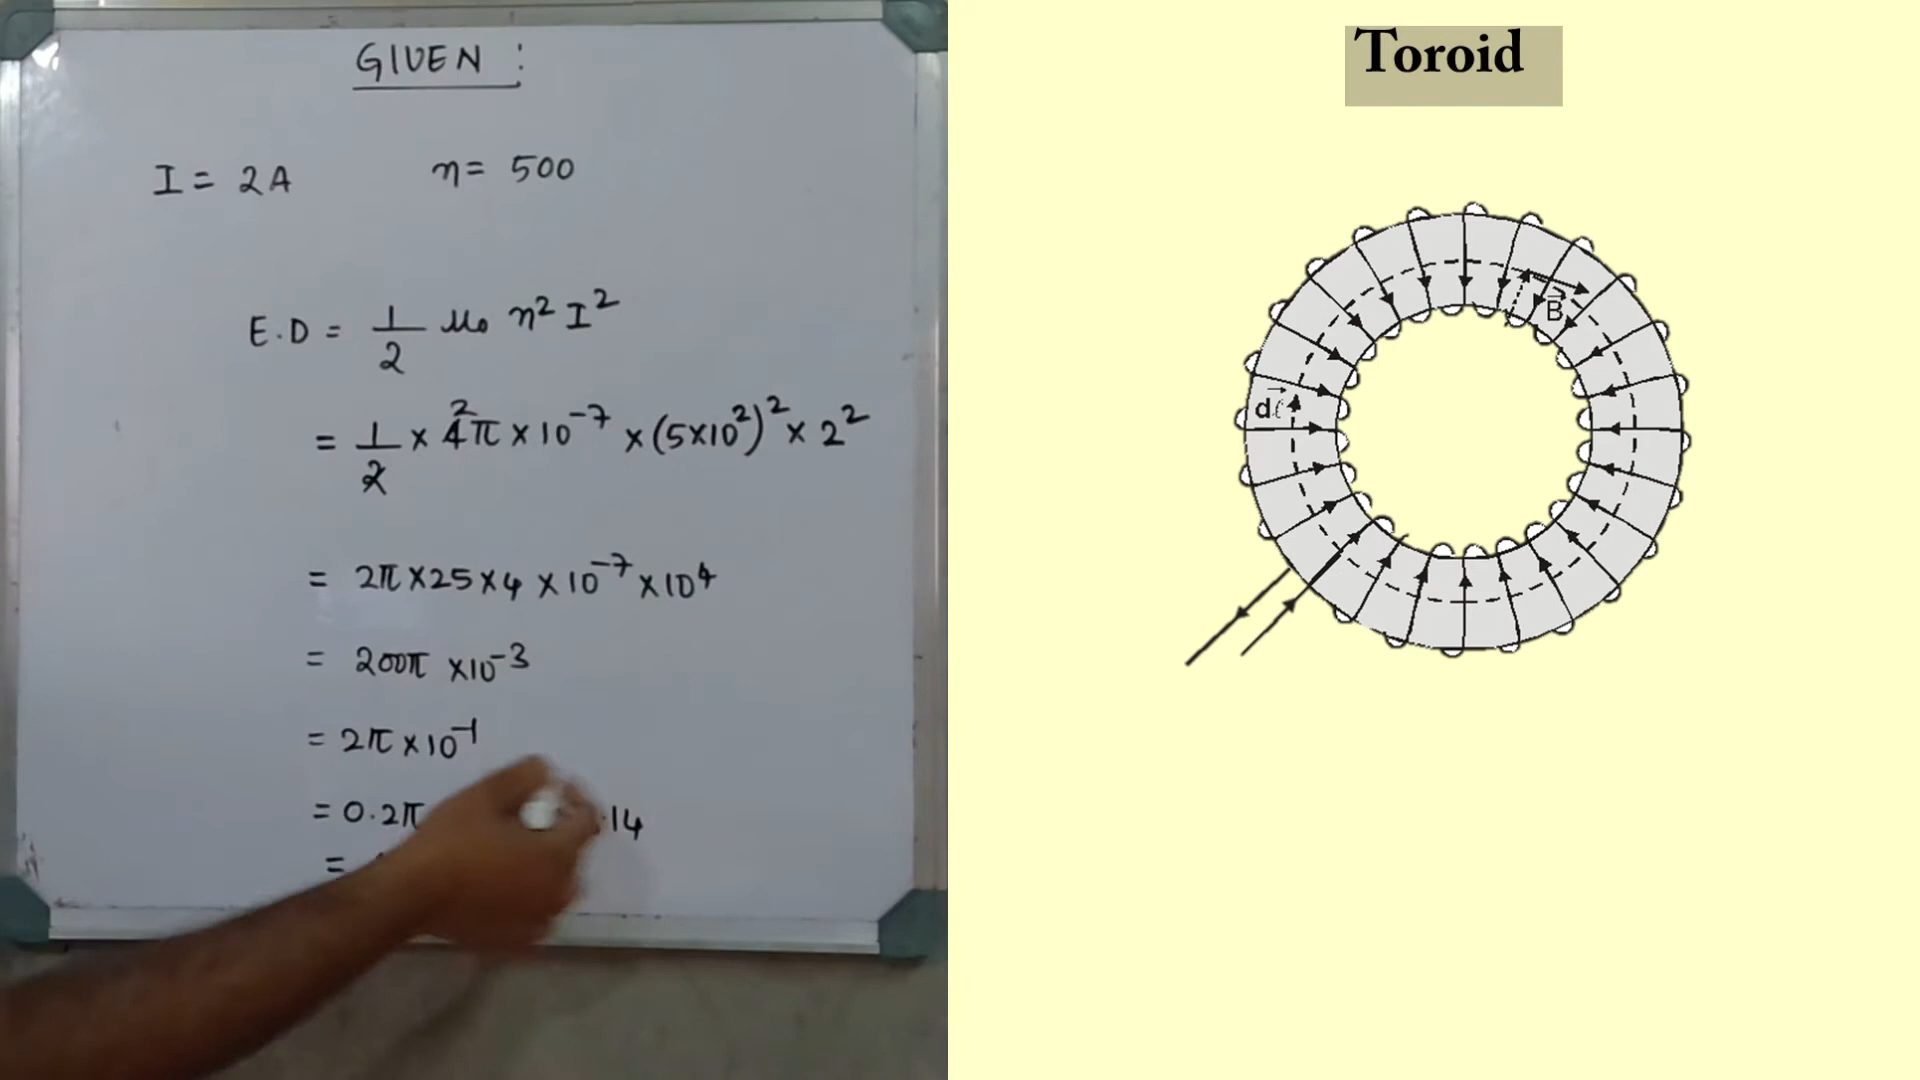 GIVEN :
I = 2A n = 500
E.D = 1/2 μ₀ n² I²
= 1/2 × 4π × 10⁻⁷ × (5×10²)² × 2²
2
= 2π × 25 × 4 × 10⁻⁷ × 10⁴
= 200π × 10⁻³
= 2π × 10⁻¹
= 0.2π .14
=
Toroid
B
dℓ